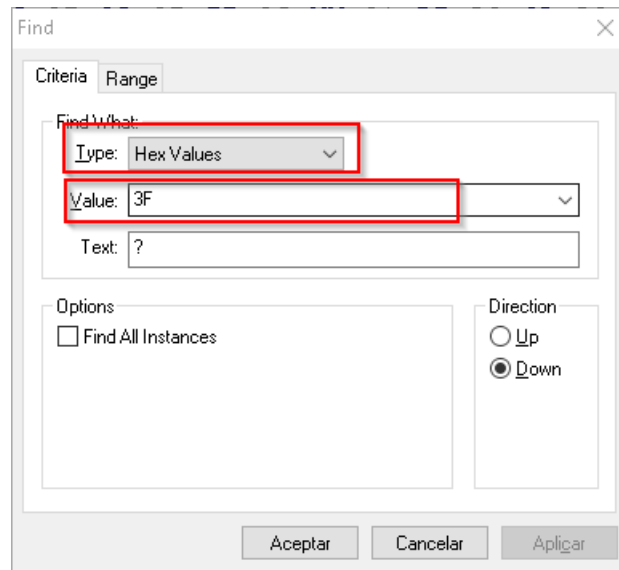 Find
Criteria Range
Find What:
Type: Hex Values
Value: 3F
Text: ?
Options
Find All Instances
Direction
Up
Down
Aceptar Cancelar Aplicar